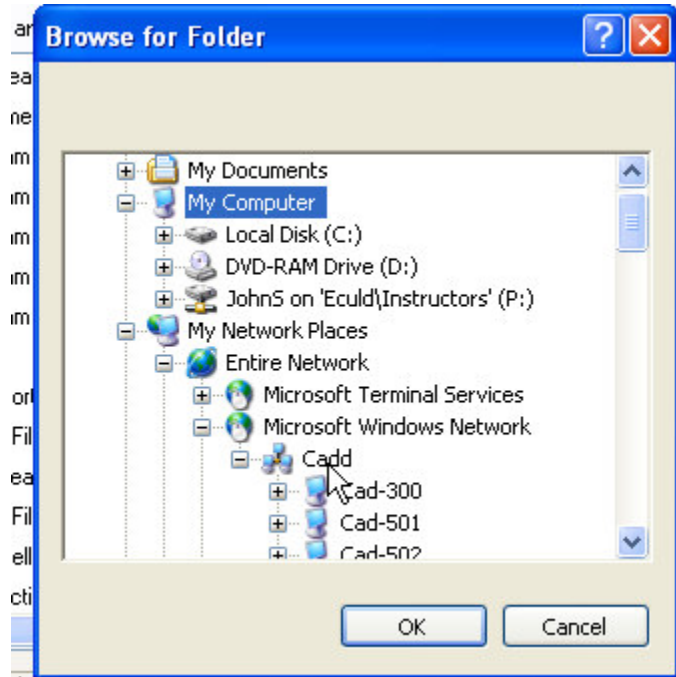 Browse for Folder
My Documents
My Computer
Local Disk (C:)
DVD-RAM Drive (D:)
JohnS on 'Eculd\Instructors' (P:)
My Network Places
Entire Network
Microsoft Terminal Services
Microsoft Windows Network
Cadd
Cad-300
Cad-501
Cad-502
OK Cancel